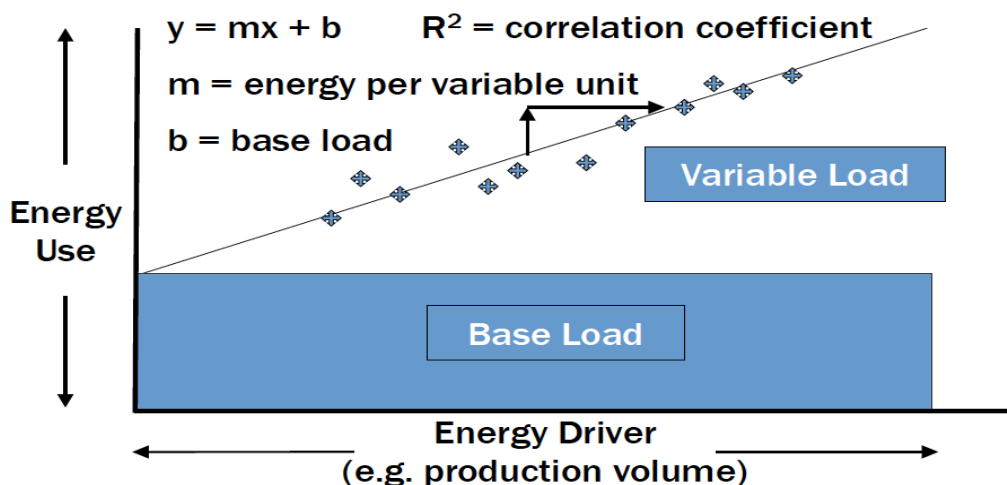 y = mx + b R² = correlation coefficient
m = energy per variable unit
b = base load
Variable Load
Energy
Use
Base Load
Energy Driver
(e.g. production volume)